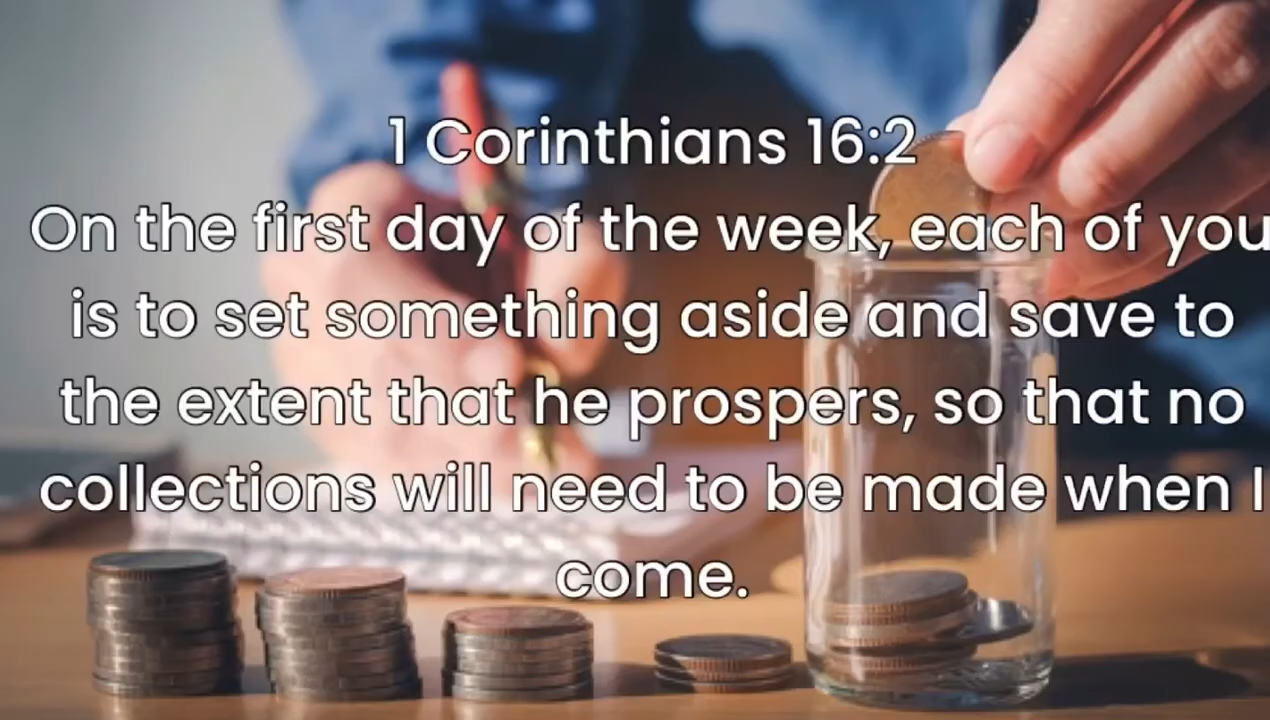 1 Corinthians 16:2
On the first day of the week, each of you
is to set something aside and save to
the extent that he prospers, so that no
collections will need to be made when I
come.